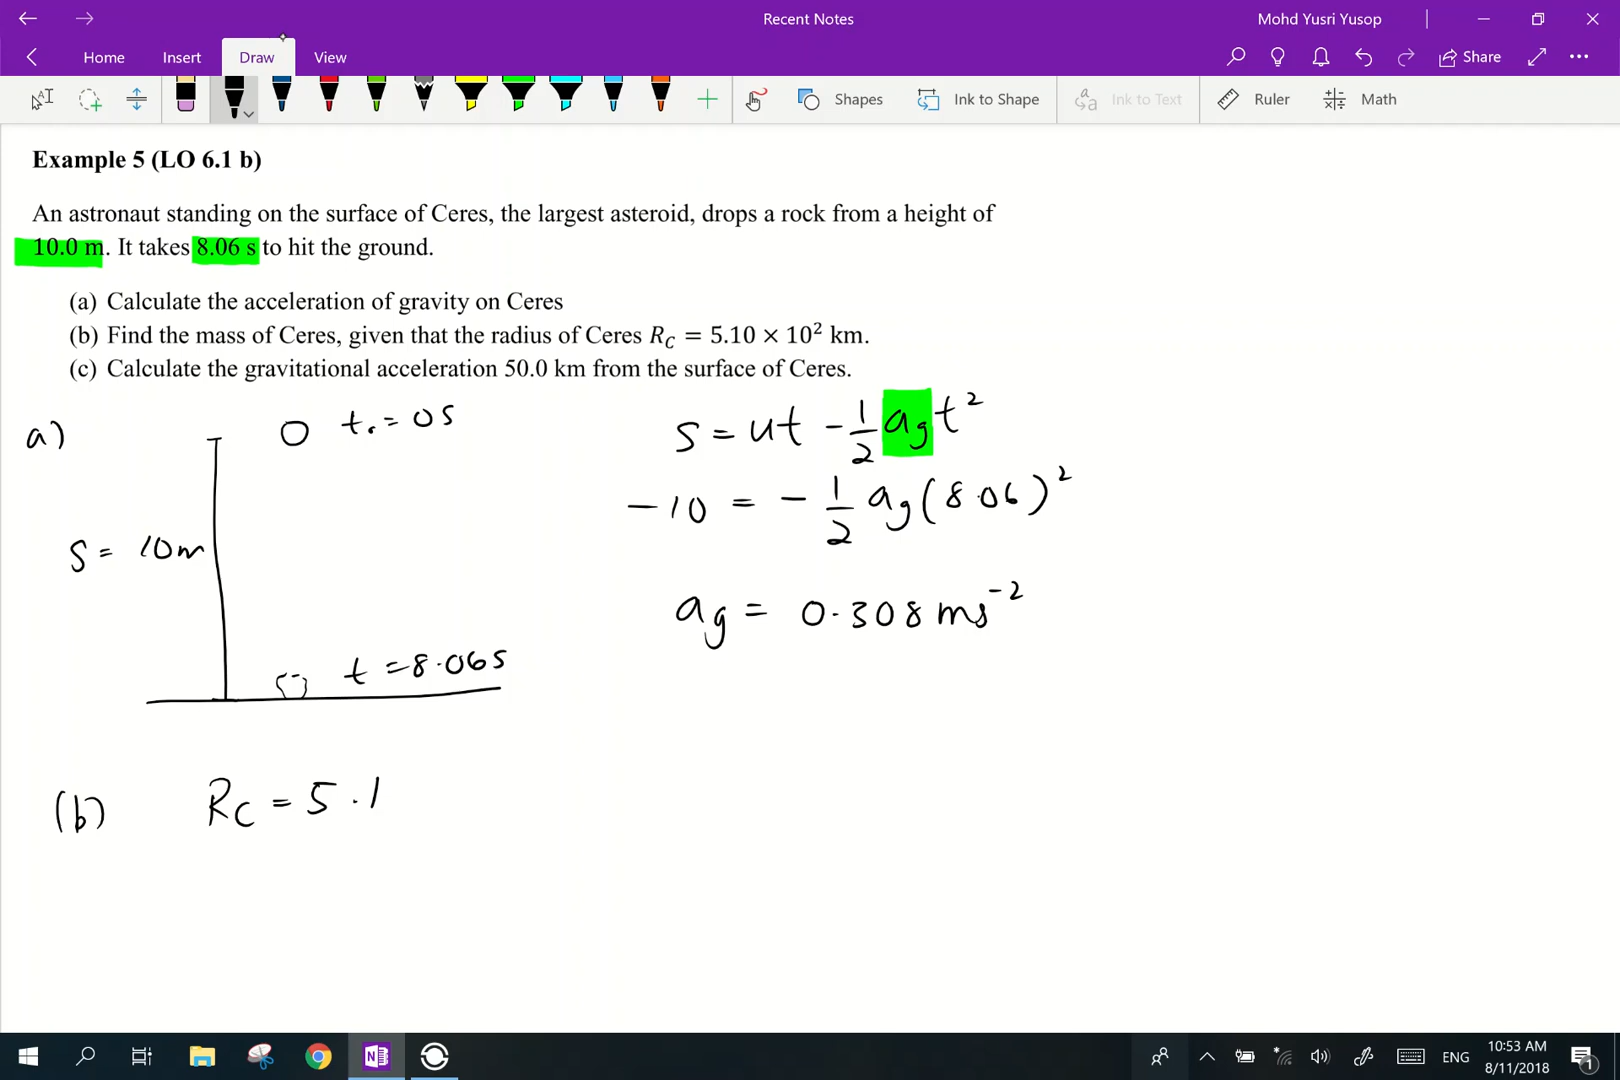 Recent Notes
Mohd Yusri Yusop
Home Insert Draw View
Share
Shapes Ink to Shape Ink to Text Ruler Math
Example 5 (LO 6.1 b)
An astronaut standing on the surface of Ceres, the largest asteroid, drops a rock from a height of
10.0 m. It takes 8.06 s to hit the ground.
(a) Calculate the acceleration of gravity on Ceres
(b) Find the mass of Ceres, given that the radius of Ceres R_C = 5.10 × 10² km.
(c) Calculate the gravitational acceleration 50.0 km from the surface of Ceres.
a)
t₀ = 0s
s = ut - 1/2 a_g t²
-10 = - 1/2 a_g (8.06)²
s = 10m
a_g = 0.308 ms⁻²
t = 8.06s
(b) R_C = 5.1
ENG
10:53 AM
8/11/2018
1